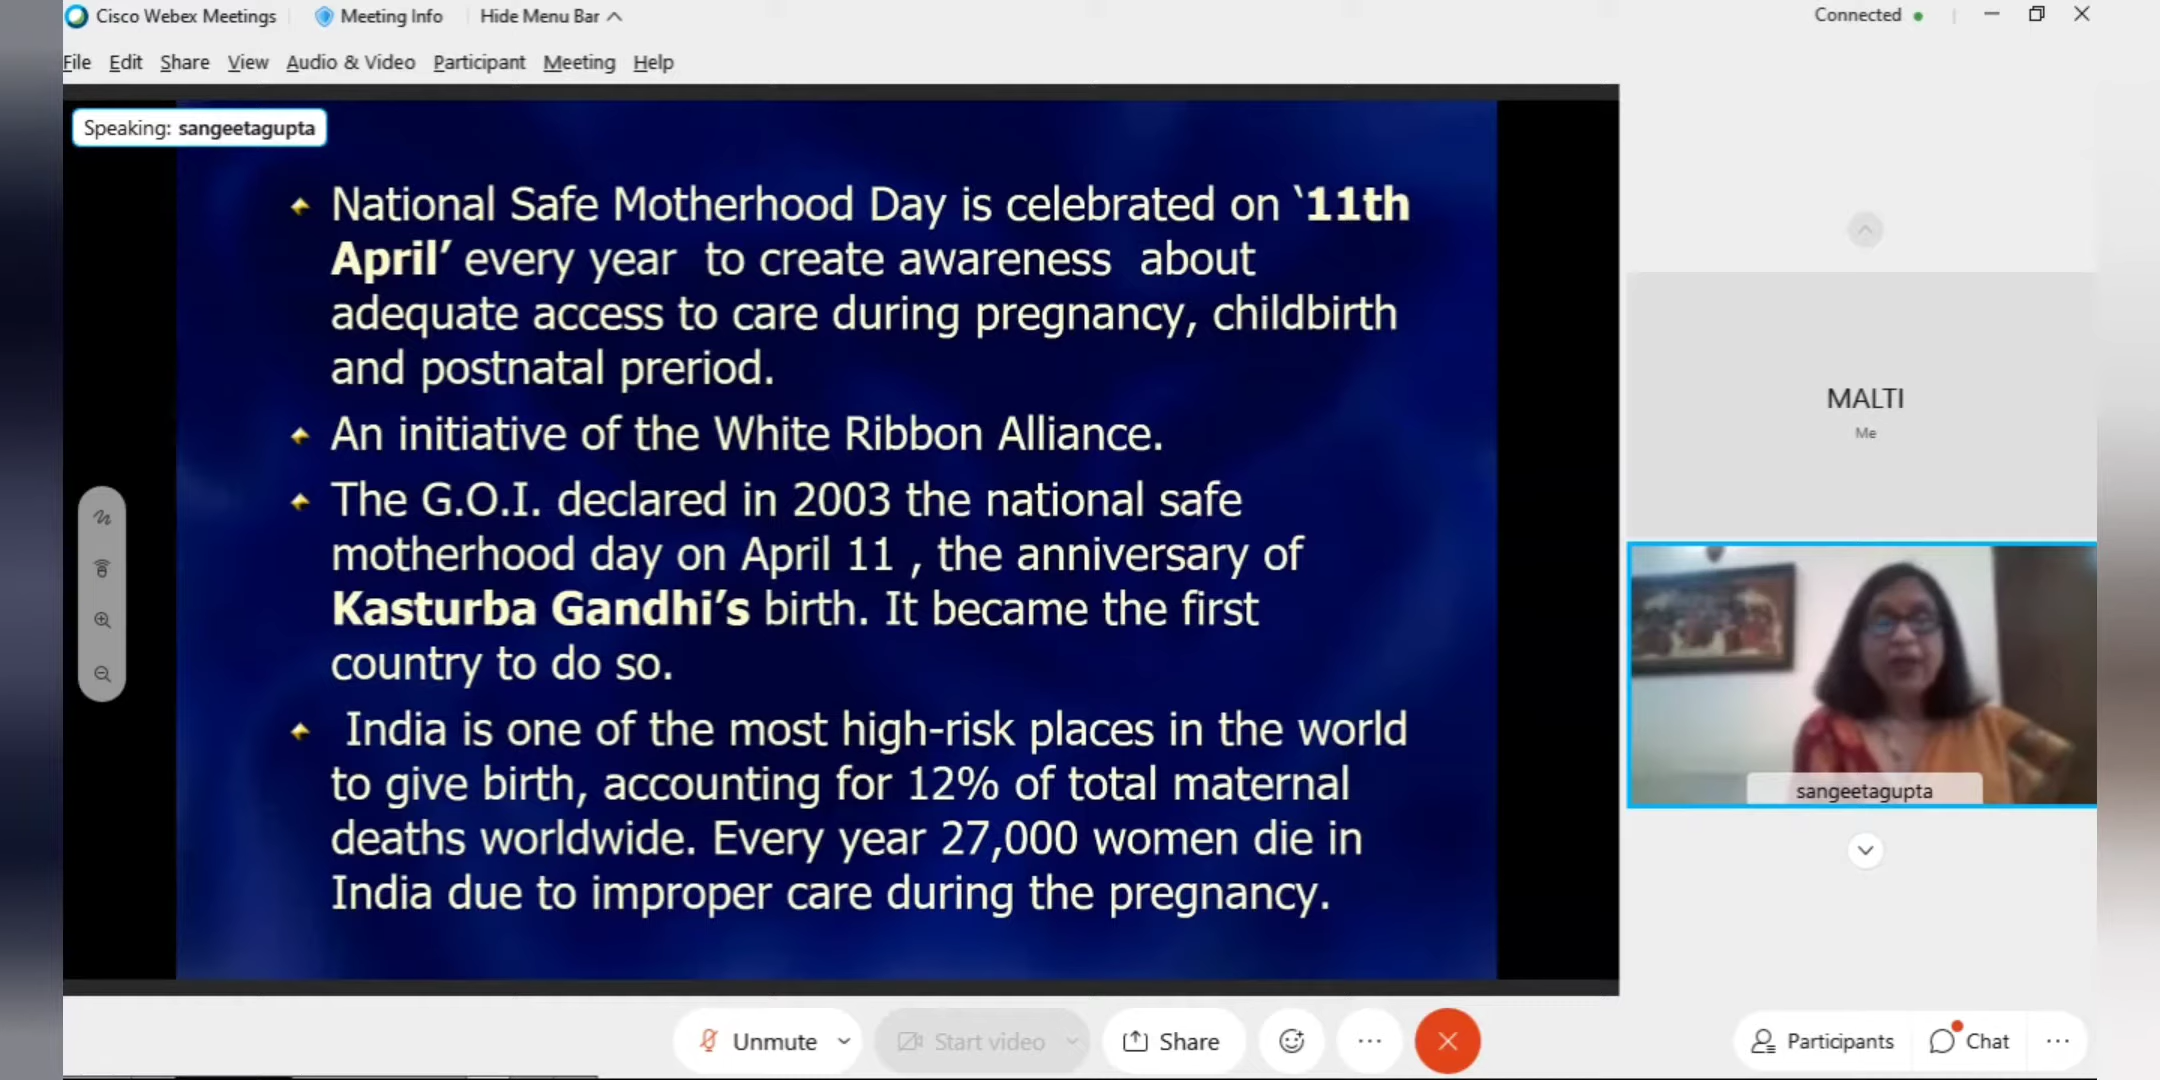 Cisco Webex Meetings Meeting Info Hide Menu Bar Connected
File Edit Share View Audio & Video Participant Meeting Help
Speaking: sangeetagupta
National Safe Motherhood Day is celebrated on ‘11th
April’ every year to create awareness about
adequate access to care during pregnancy, childbirth
and postnatal preriod.
An initiative of the White Ribbon Alliance.
The G.O.I. declared in 2003 the national safe
motherhood day on April 11 , the anniversary of
Kasturba Gandhi’s birth. It became the first
country to do so.
India is one of the most high-risk places in the world
to give birth, accounting for 12% of total maternal
deaths worldwide. Every year 27,000 women die in
India due to improper care during the pregnancy.
MALTI
Me
sangeetagupta
Unmute Start video Share Participants Chat